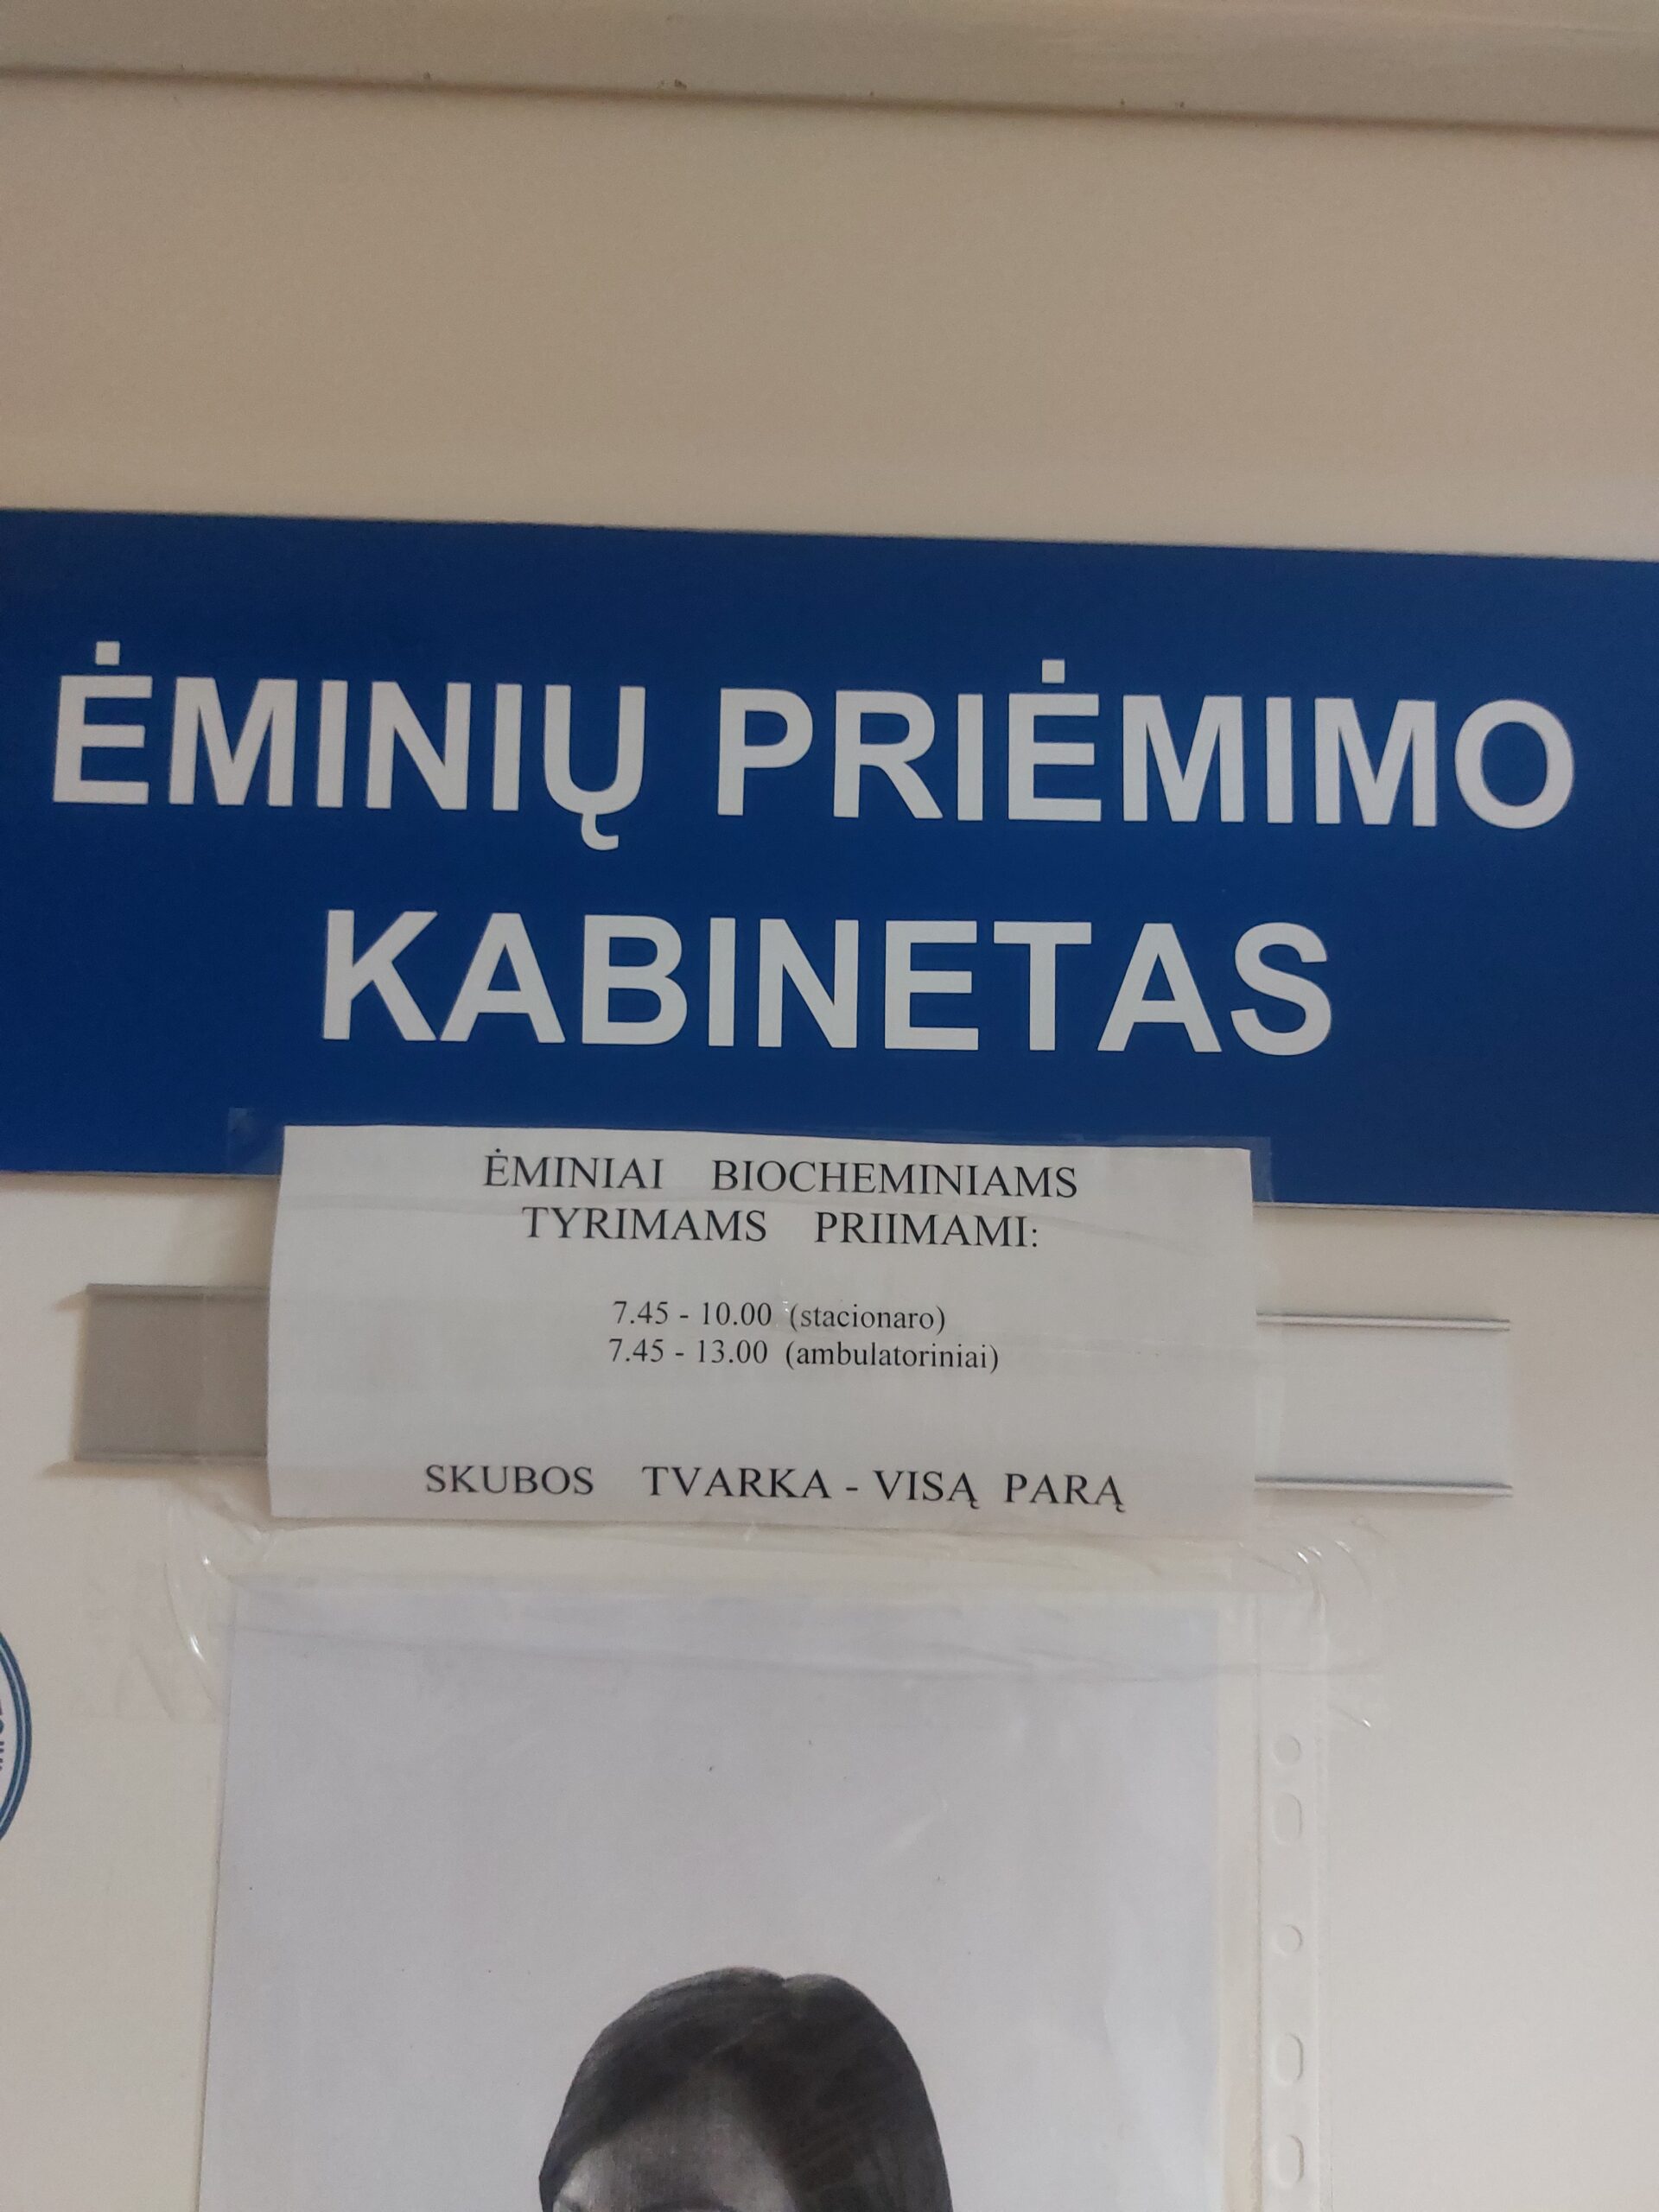 ĖMINIŲ PRIĖMIMO
KABINETAS
ĖMINIAI BIOCHEMINIAMS
TYRIMAMS PRIIMAMI:
7.45 - 10.00 (stacionaro)
7.45 - 13.00 (ambulatoriniai)
SKUBOS TVARKA - VISĄ PARĄ